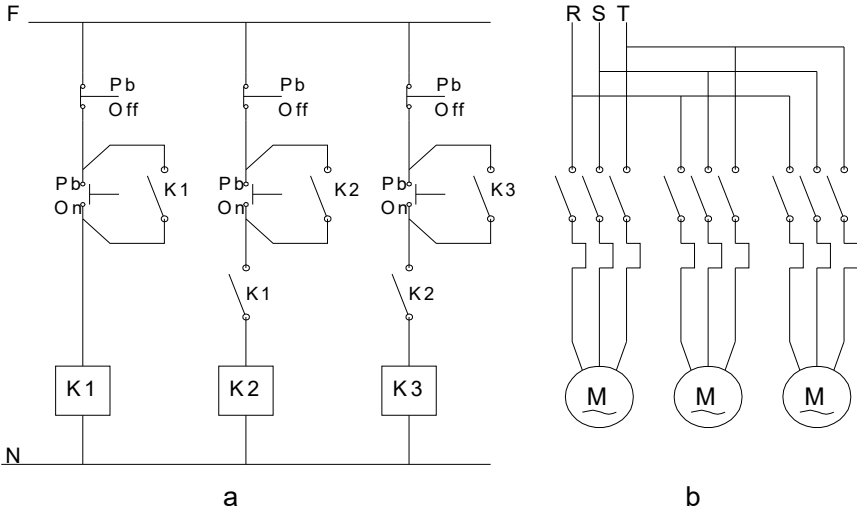 F
R S T
Pb Off
Pb Off
Pb Off
Pb On
K1
Pb On
K2
Pb On
K3
K1
K2
K1
K2
K3
M
M
M
N
a
b